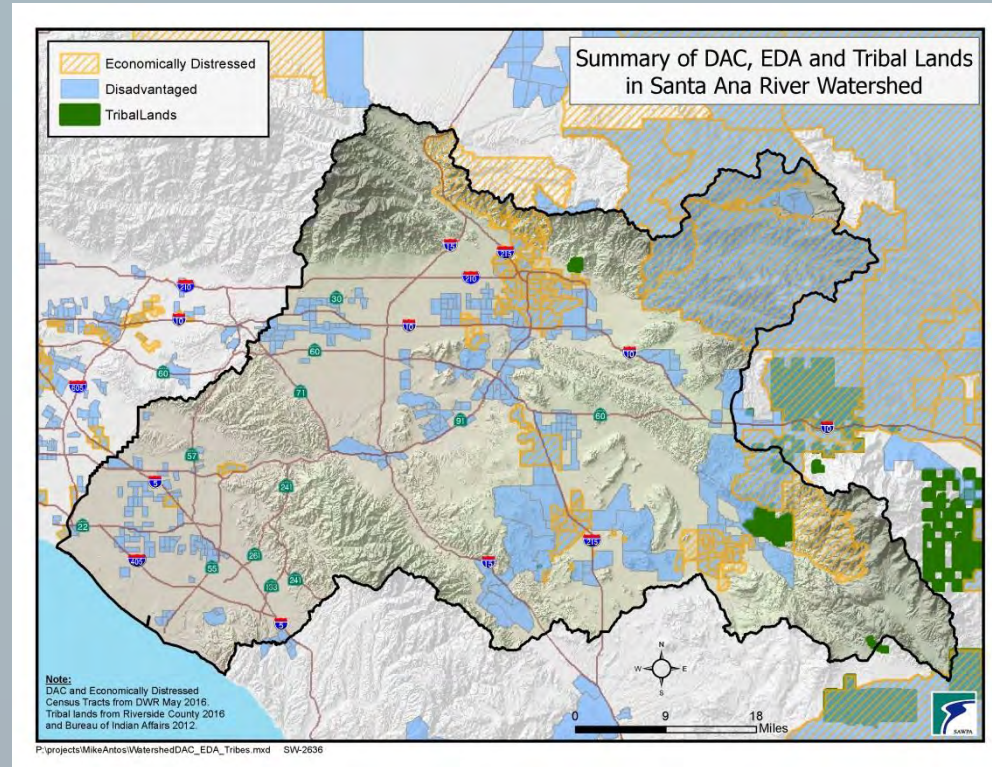 Summary of DAC, EDA and Tribal Lands
in Santa Ana River Watershed
Economically Distressed
Disadvantaged
TribalLands
15
215
210
210
30
10
10
60
10
60
605
71
91
60
10
57
241
5
22
405
55
261
241
133
5
15
215
N
W
E
S
0 9 18
Miles
Note:
DAC and Economically Distressed
Census Tracts from DWR May 2016.
Tribal lands from Riverside County 2016
and Bureau of Indian Affairs 2012.
SAWPA
P:\projects\MikeAntos\WatershedDAC_EDA_Tribes.mxd SW-2636